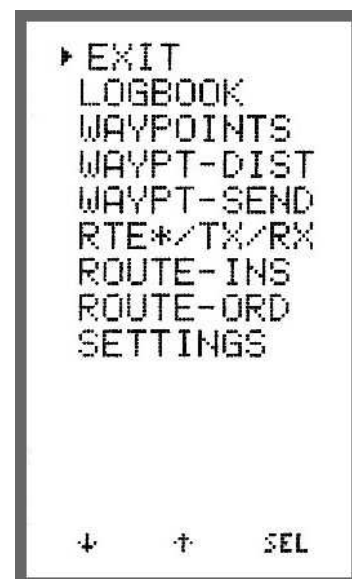 ▸ EXIT
LOGBOOK
WAYPOINTS
WAYPT-DIST
WAYPT-SEND
RTE*/TX/RX
ROUTE-INS
ROUTE-ORD
SETTINGS
↓ ↑ SEL